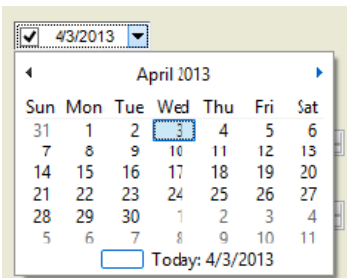 4/3/2013
April 2013
Sun Mon Tue Wed Thu Fri Sat
31 1 2 3 4 5 6
7 8 9 10 11 12 13
14 15 16 17 18 19 20
21 22 23 24 25 26 27
28 29 30 1 2 3 4
5 6 7 8 9 10 11
Today: 4/3/2013